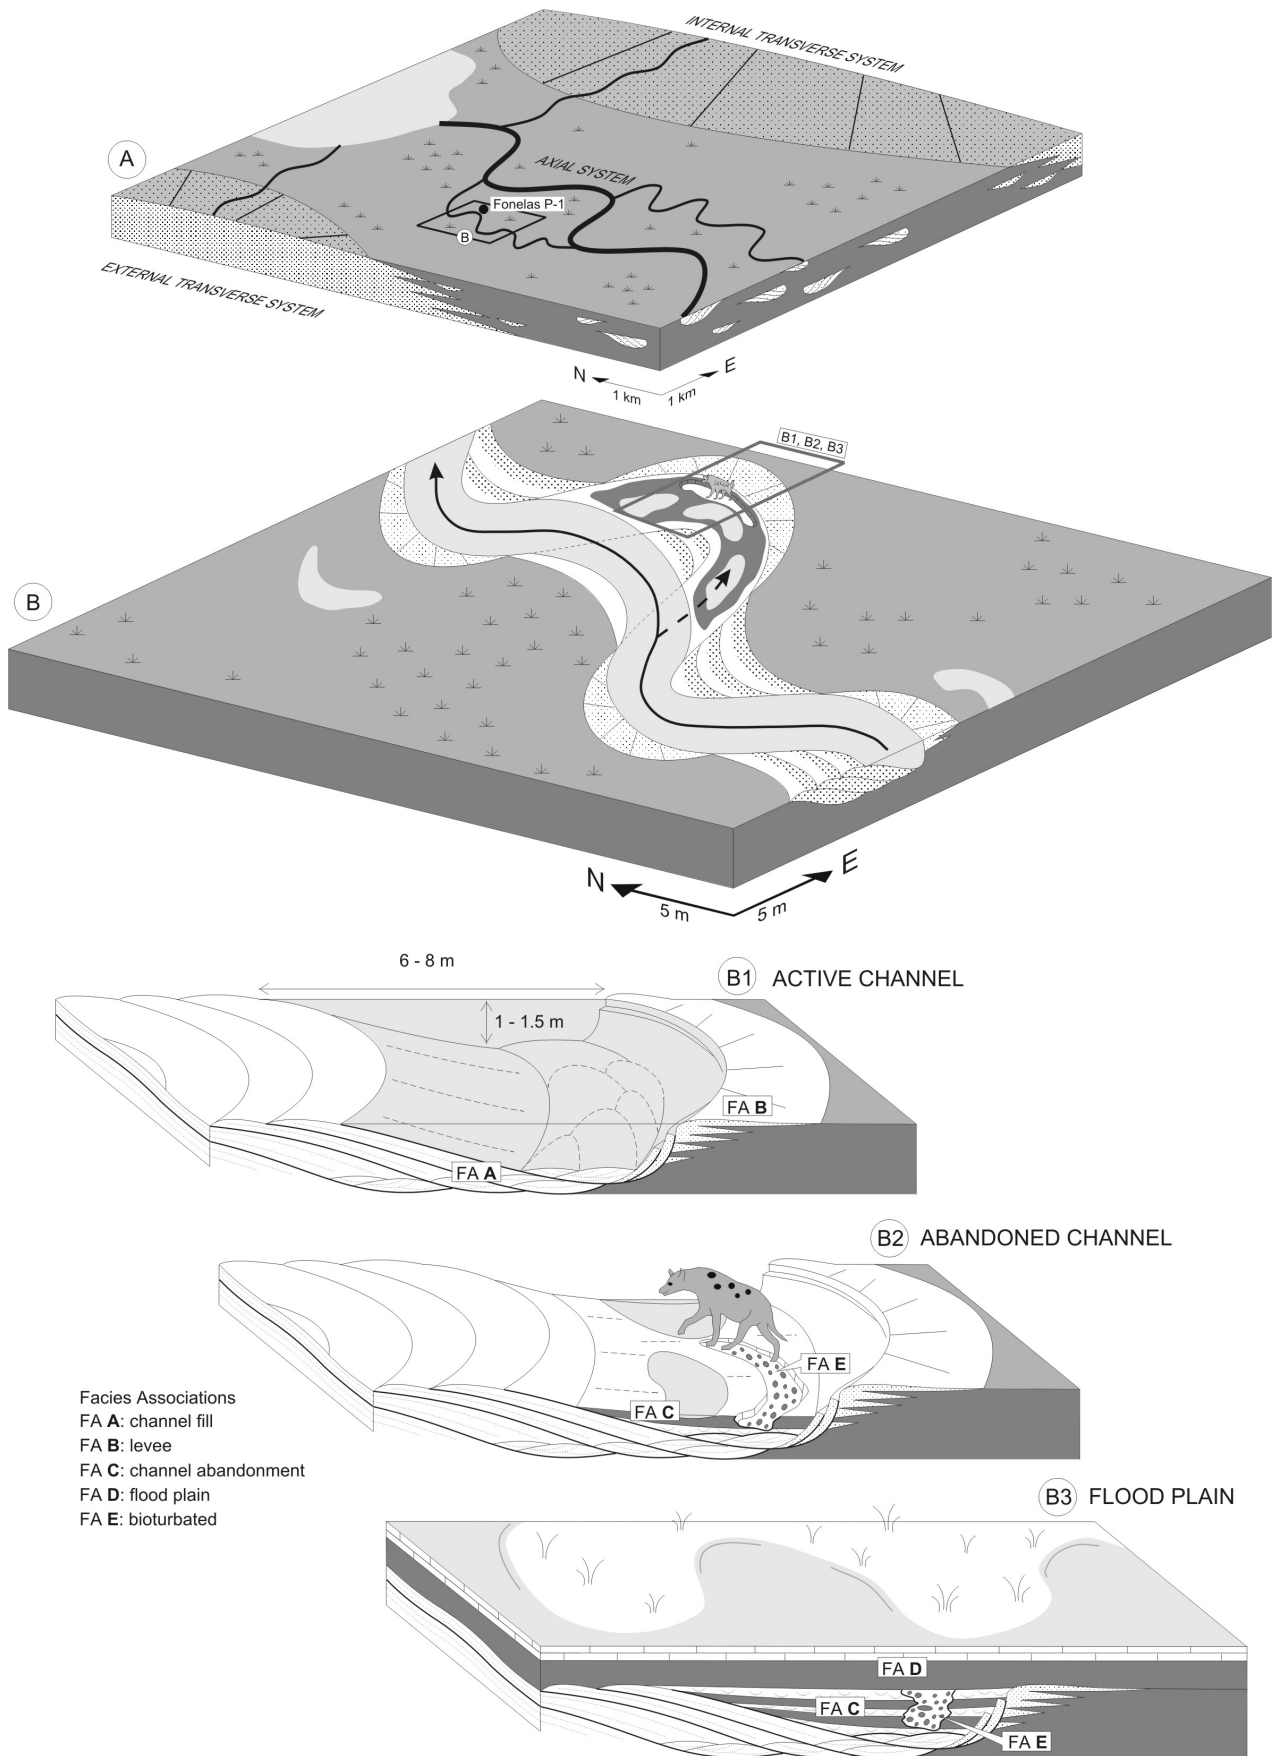 INTERNAL TRANSVERSE SYSTEM
A
AXIAL SYSTEM
Fonelas P-1
B
EXTERNAL TRANSVERSE SYSTEM
N
E
1 km
1 km
B1, B2, B3
B
N
E
5 m
5 m
6 - 8 m
B1 ACTIVE CHANNEL
1 - 1.5 m
FA B
FA A
B2 ABANDONED CHANNEL
FA E
FA C
Facies Associations
FA A: channel fill
FA B: levee
FA C: channel abandonment
FA D: flood plain
FA E: bioturbated
B3 FLOOD PLAIN
FA D
FA C
FA E